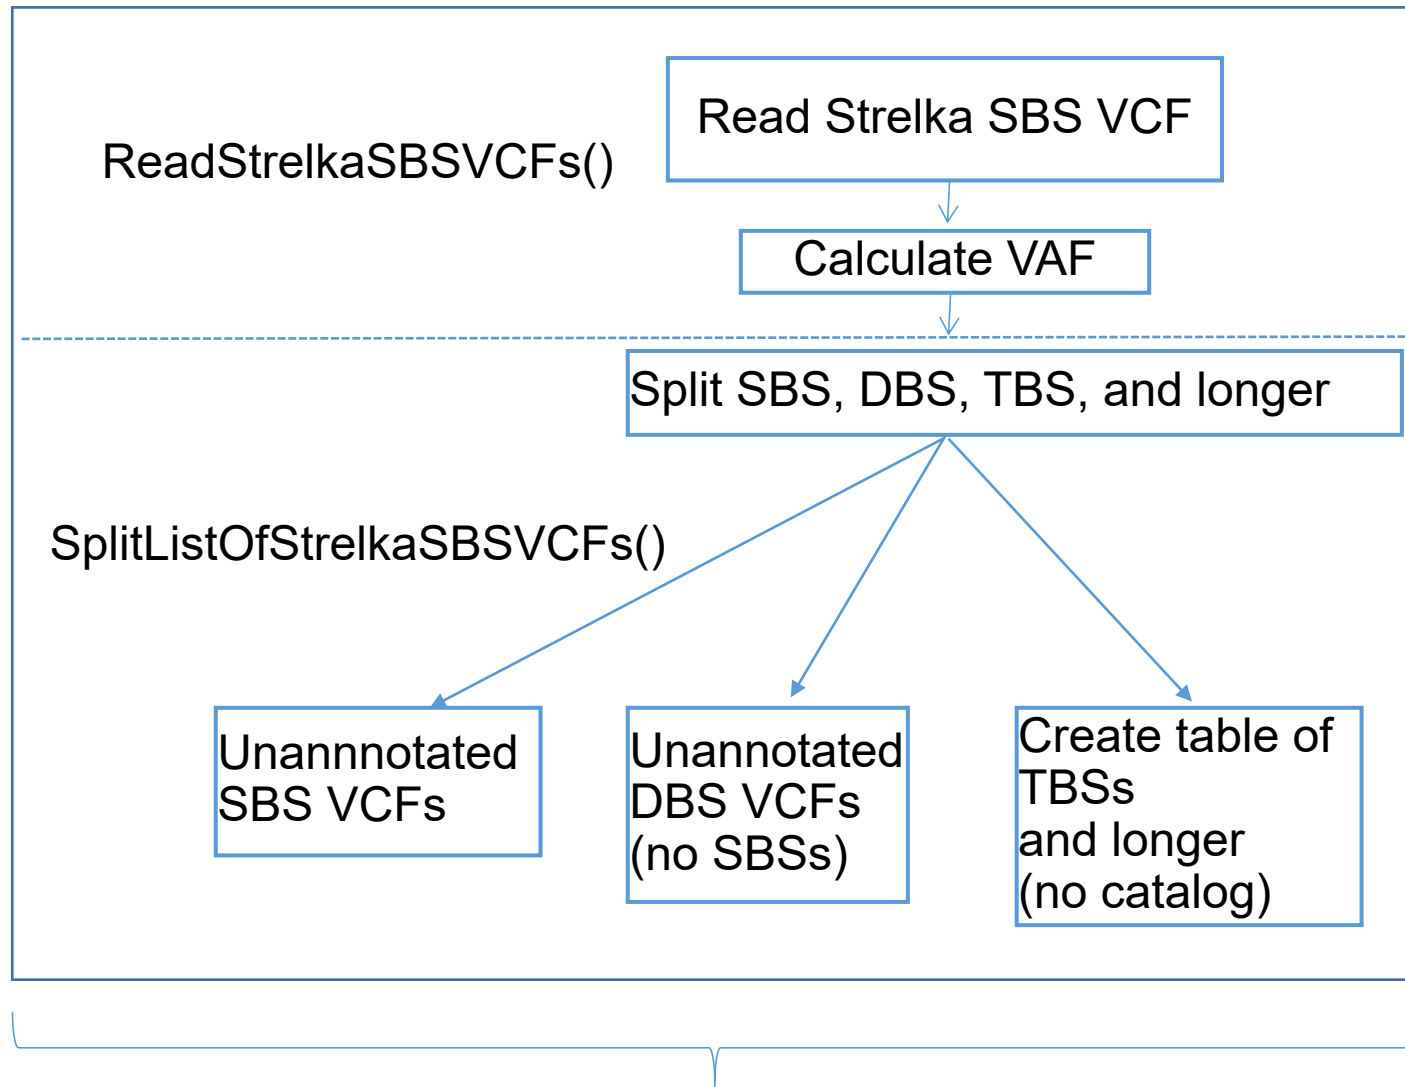 Read Strelka SBS VCF
ReadStrelkaSBSVCFs()
Calculate VAF
Split SBS, DBS, TBS, and longer
SplitListOfStrelkaSBSVCFs()
Unannnotated
SBS VCFs
Unannotated
DBS VCFs
(no SBSs)
Create table of
TBSs
and longer
(no catalog)